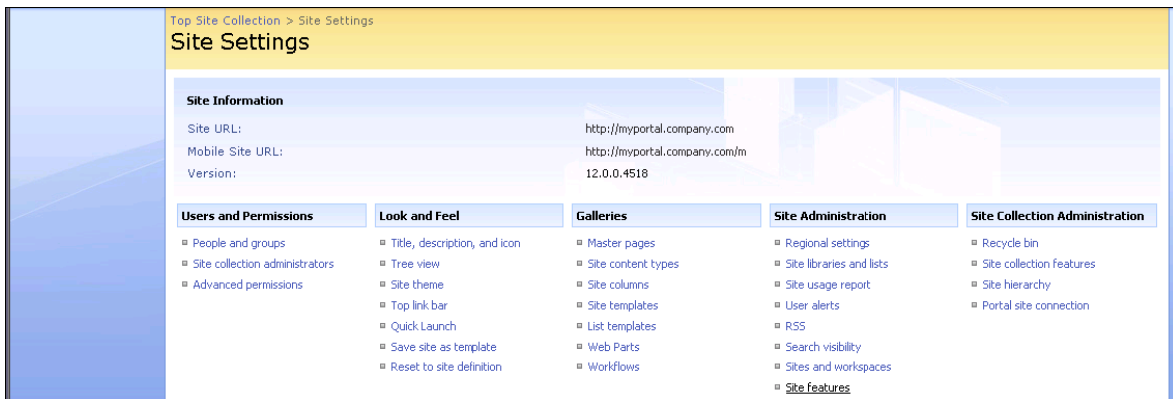 Top Site Collection > Site Settings
Site Settings
Site Information
Site URL: http://myportal.company.com
Mobile Site URL: http://myportal.company.com/m
Version: 12.0.0.4518
Users and Permissions
People and groups
Site collection administrators
Advanced permissions
Look and Feel
Title, description, and icon
Tree view
Site theme
Top link bar
Quick Launch
Save site as template
Reset to site definition
Galleries
Master pages
Site content types
Site columns
Site templates
List templates
Web Parts
Workflows
Site Administration
Regional settings
Site libraries and lists
Site usage report
User alerts
RSS
Search visibility
Sites and workspaces
Site features
Site Collection Administration
Recycle bin
Site collection features
Site hierarchy
Portal site connection